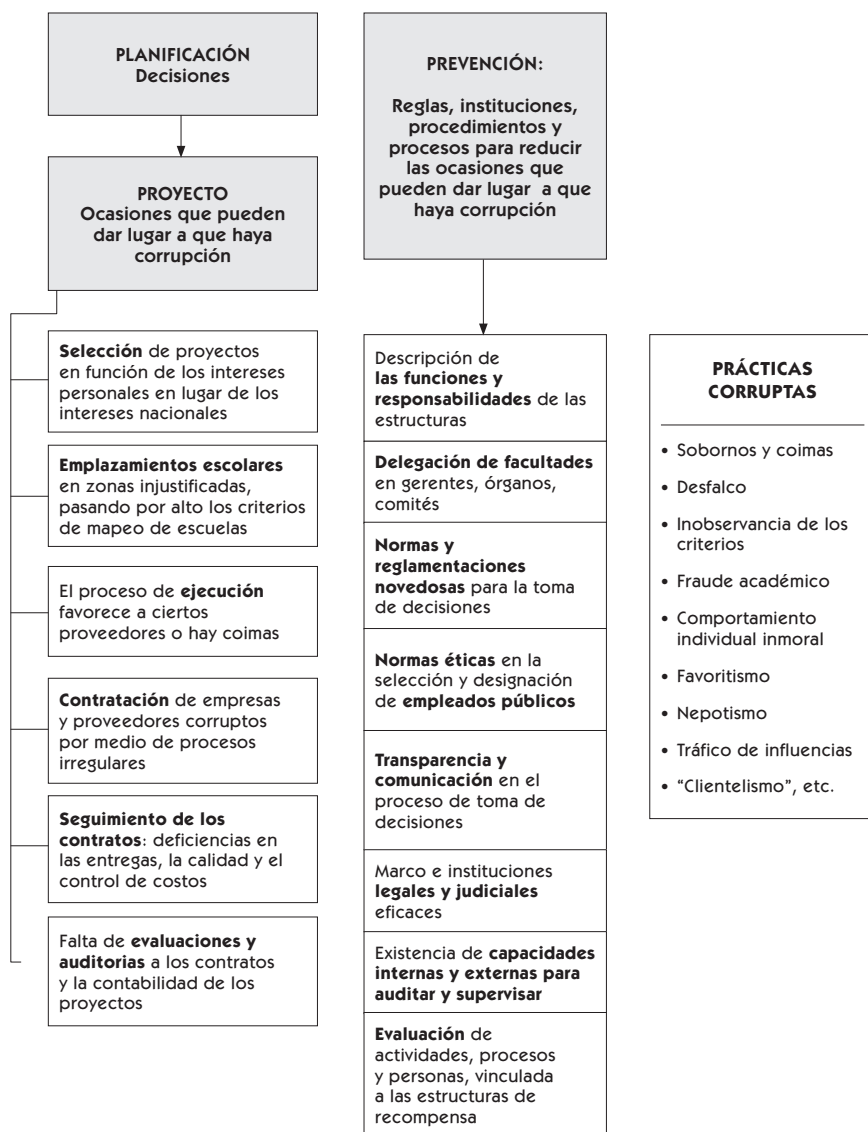 PLANIFICACIÓN
Decisiones
PROYECTO
Ocasiones que pueden
dar lugar a que haya
corrupción
Selección de proyectos
en función de los intereses
personales en lugar de los
intereses nacionales
Emplazamientos escolares
en zonas injustificadas,
pasando por alto los criterios
de mapeo de escuelas
El proceso de ejecución
favorece a ciertos
proveedores o hay coimas
Contratación de empresas
y proveedores corruptos
por medio de procesos
irregulares
Seguimiento de los
contratos: deficiencias en
las entregas, la calidad y el
control de costos
Falta de evaluaciones y
auditorias a los contratos
y la contabilidad de los
proyectos
PREVENCIÓN:
Reglas, instituciones,
procedimientos y
procesos para reducir
las ocasiones que
pueden dar lugar a que
haya corrupción
Descripción de
las funciones y
responsabilidades de las
estructuras
Delegación de facultades
en gerentes, órganos,
comités
Normas y
reglamentaciones
novedosas para la toma
de decisiones
Normas éticas en la
selección y designación
de empleados públicos
Transparencia y
comunicación en el
proceso de toma de
decisiones
Marco e instituciones
legales y judiciales
eficaces
Existencia de capacidades
internas y externas para
auditar y supervisar
Evaluación de
actividades, procesos
y personas, vinculada
a las estructuras de
recompensa
PRÁCTICAS
CORRUPTAS
• Sobornos y coimas
• Desfalco
• Inobservancia de los
criterios
• Fraude académico
• Comportamiento
individual inmoral
• Favoritismo
• Nepotismo
• Tráfico de influencias
• “Clientelismo”, etc.